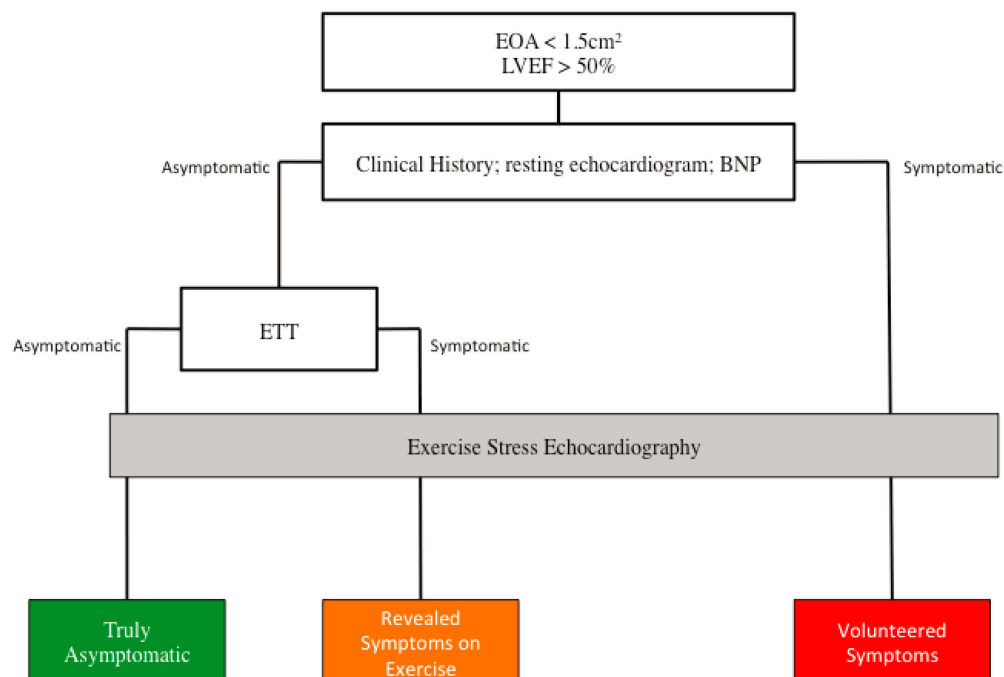 EOA < 1.5cm²
LVEF > 50%
Asymptomatic
Clinical History; resting echocardiogram; BNP
Symptomatic
Asymptomatic
ETT
Symptomatic
Exercise Stress Echocardiography
Truly
Asymptomatic
Revealed
Symptoms on
Exercise
Volunteered
Symptoms